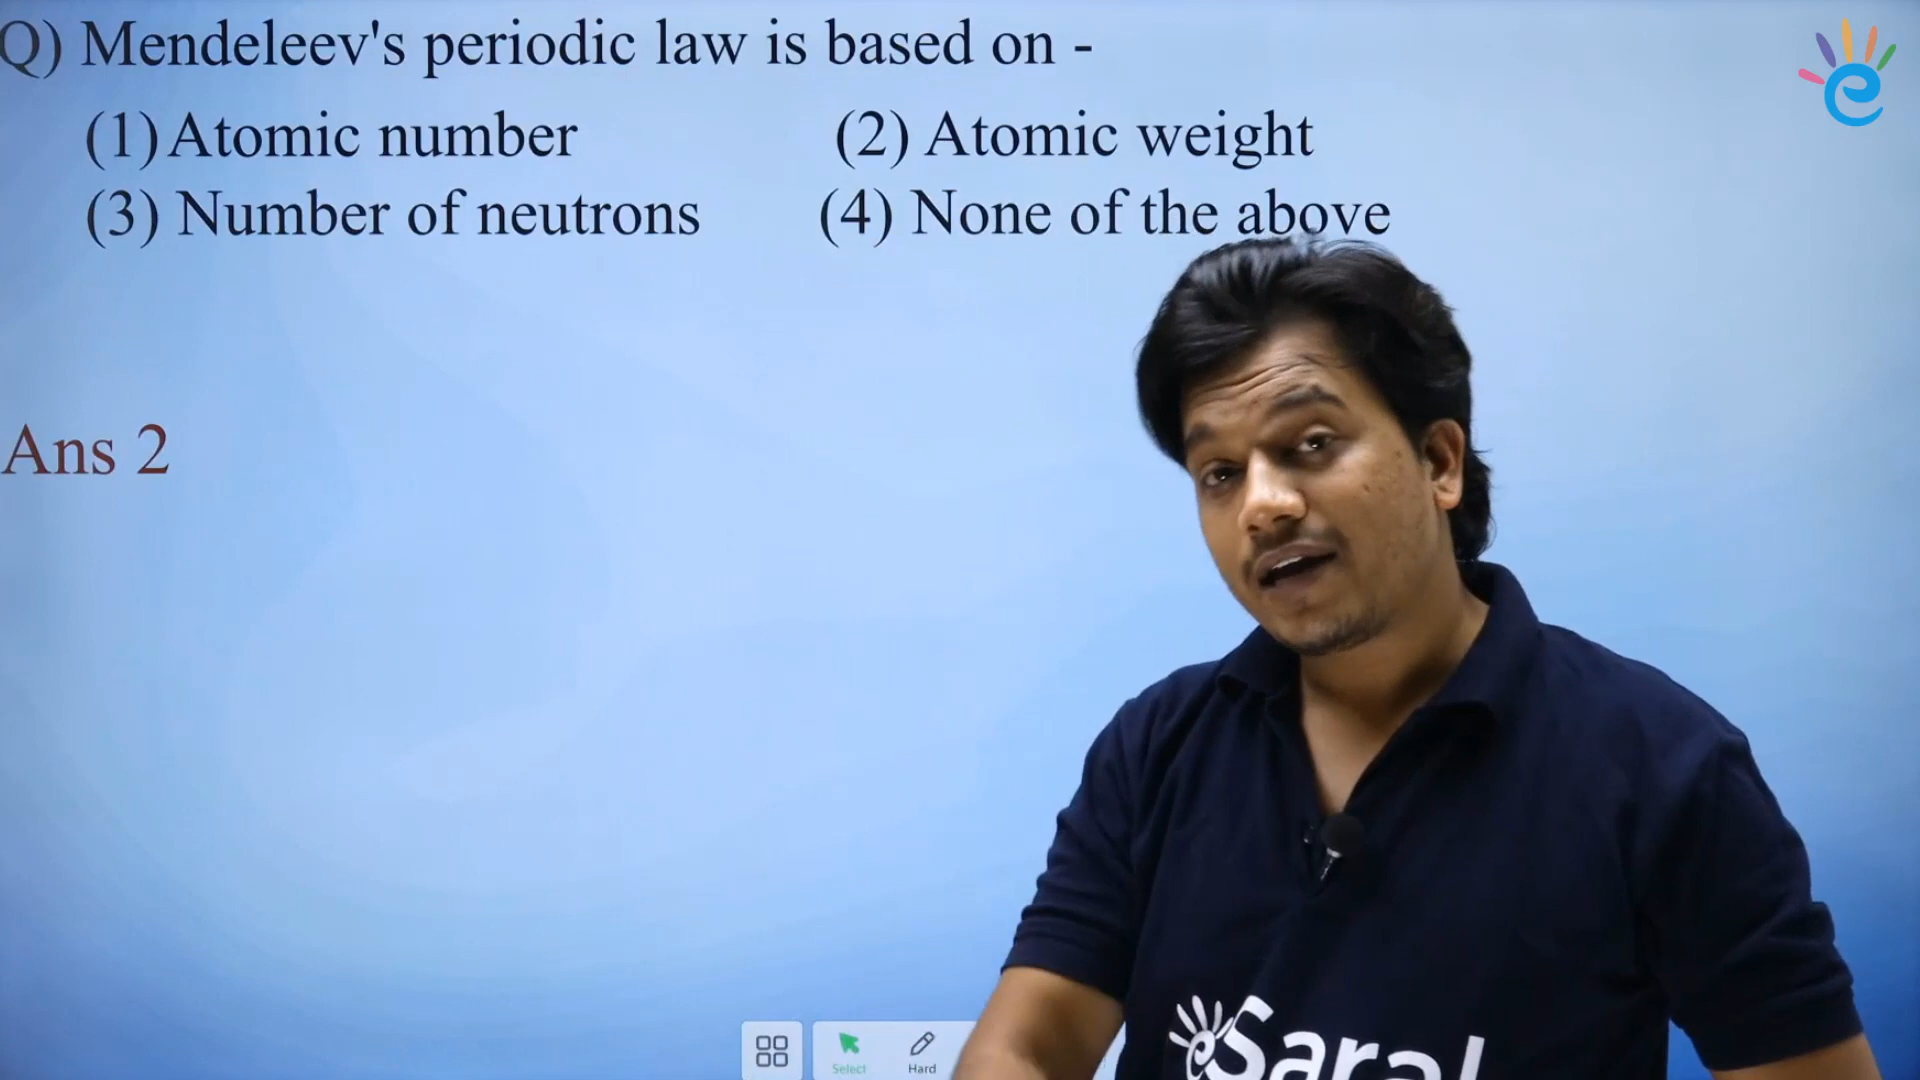 Q) Mendeleev's periodic law is based on -
(1) Atomic number (2) Atomic weight
(3) Number of neutrons (4) None of the above
Ans 2
Select Hard
eSaral